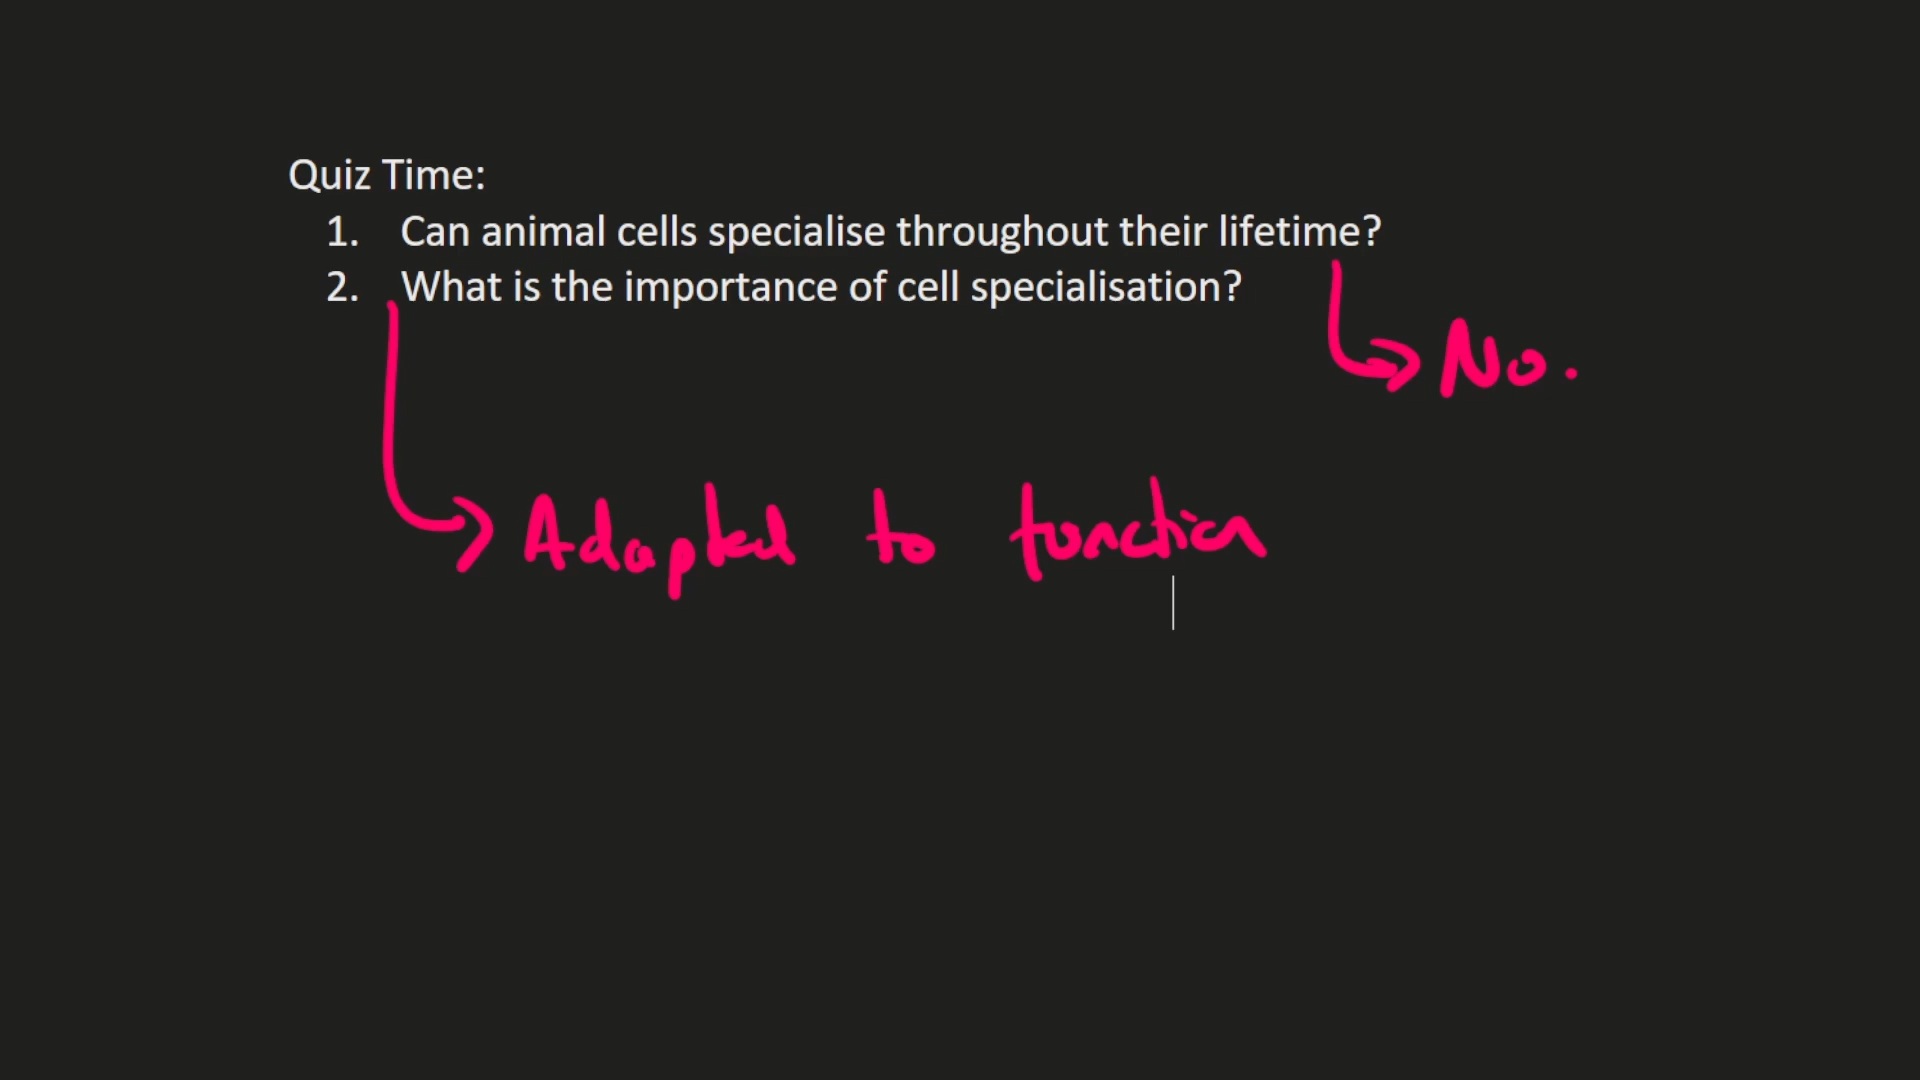 Quiz Time:
1. Can animal cells specialise throughout their lifetime?
2. What is the importance of cell specialisation?
No.
Adapted to function